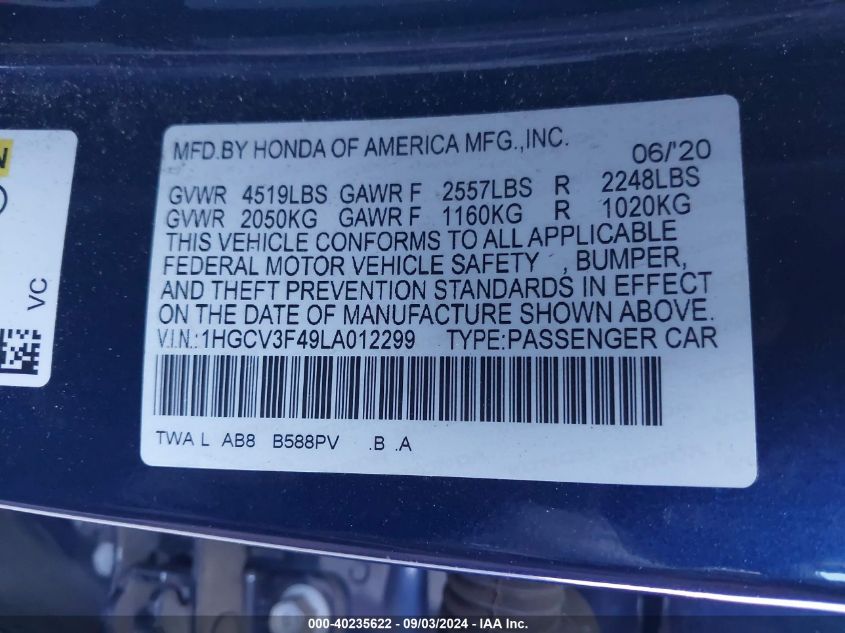 N
VC
MFD.BY HONDA OF AMERICA MFG.,INC. 06/'20
GVWR 4519LBS GAWR F 2557LBS R 2248LBS
GVWR 2050KG GAWR F 1160KG R 1020KG
THIS VEHICLE CONFORMS TO ALL APPLICABLE
FEDERAL MOTOR VEHICLE SAFETY , BUMPER,
AND THEFT PREVENTION STANDARDS IN EFFECT
ON THE DATE OF MANUFACTURE SHOWN ABOVE.
V.I.N.:1HGCV3F49LA012299 TYPE:PASSENGER CAR
TWA L AB8 B588PV .B .A
000-40235622 - 09/03/2024 - IAAI Inc.